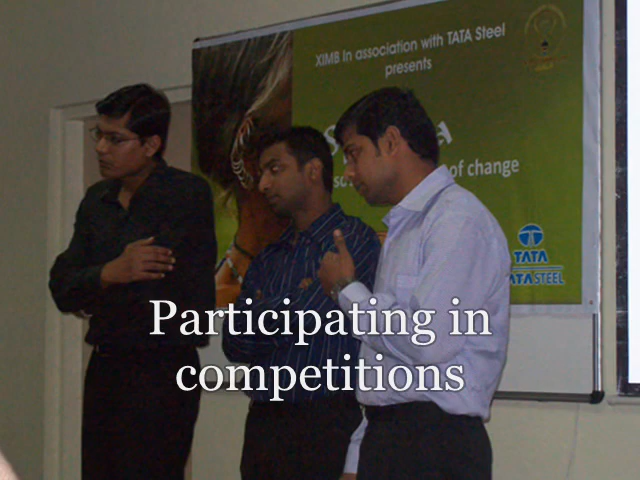 XIMB In association with TATA Steel
presents
of change
TATA
TATA STEEL
Participating in
competitions